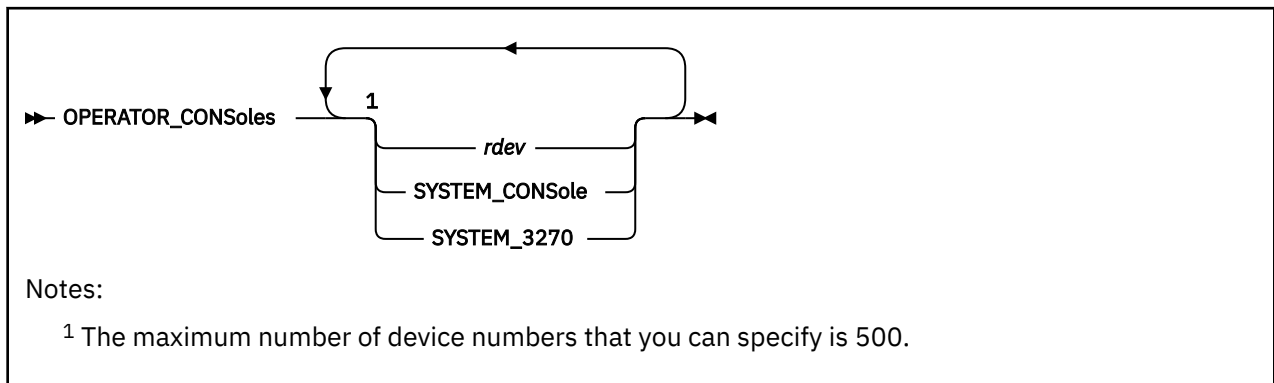 1
OPERATOR_CONSoles
rdev
SYSTEM_CONSole
SYSTEM_3270
Notes:
1 The maximum number of device numbers that you can specify is 500.